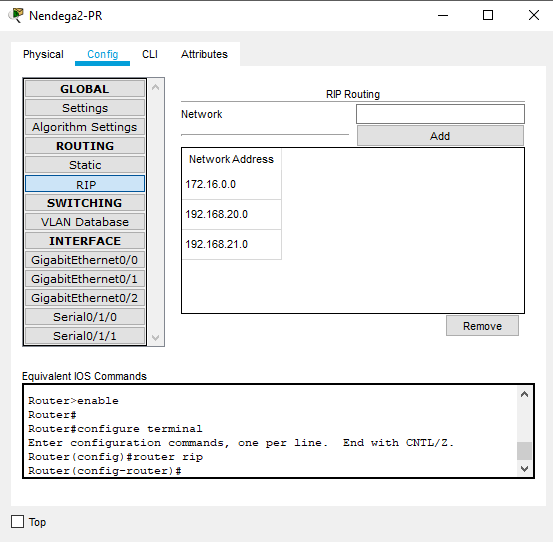 Nendega2-PR
Physical Config CLI Attributes
GLOBAL
Settings
Algorithm Settings
ROUTING
Static
RIP
SWITCHING
VLAN Database
INTERFACE
GigabitEthernet0/0
GigabitEthernet0/1
GigabitEthernet0/2
Serial0/1/0
Serial0/1/1
RIP Routing
Network
Add
Network Address
172.16.0.0
192.168.20.0
192.168.21.0
Remove
Equivalent IOS Commands
Router>enable
Router#
Router#configure terminal
Enter configuration commands, one per line. End with CNTL/Z.
Router(config)#router rip
Router(config-router)#
Top